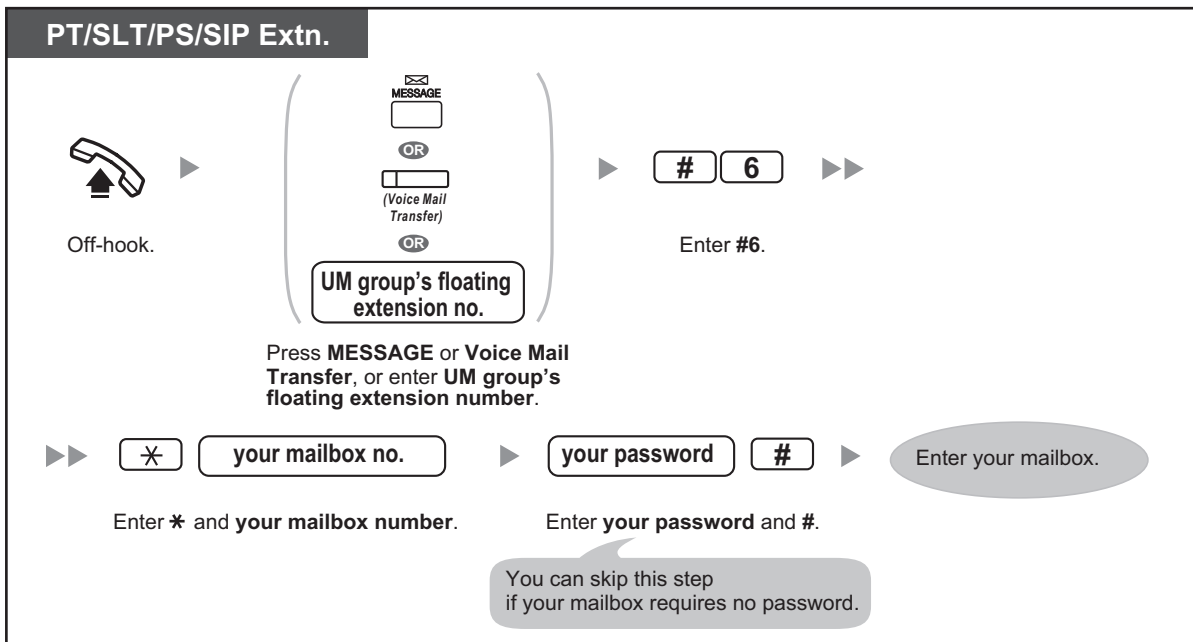 PT/SLT/PS/SIP Extn.
MESSAGE
OR
(Voice Mail
Transfer)
OR
UM group's floating
extension no.
# 6
Off-hook.
Press MESSAGE or Voice Mail
Transfer, or enter UM group's
floating extension number.
Enter #6.
* your mailbox no.
your password #
Enter your mailbox.
Enter * and your mailbox number.
Enter your password and #.
You can skip this step
if your mailbox requires no password.